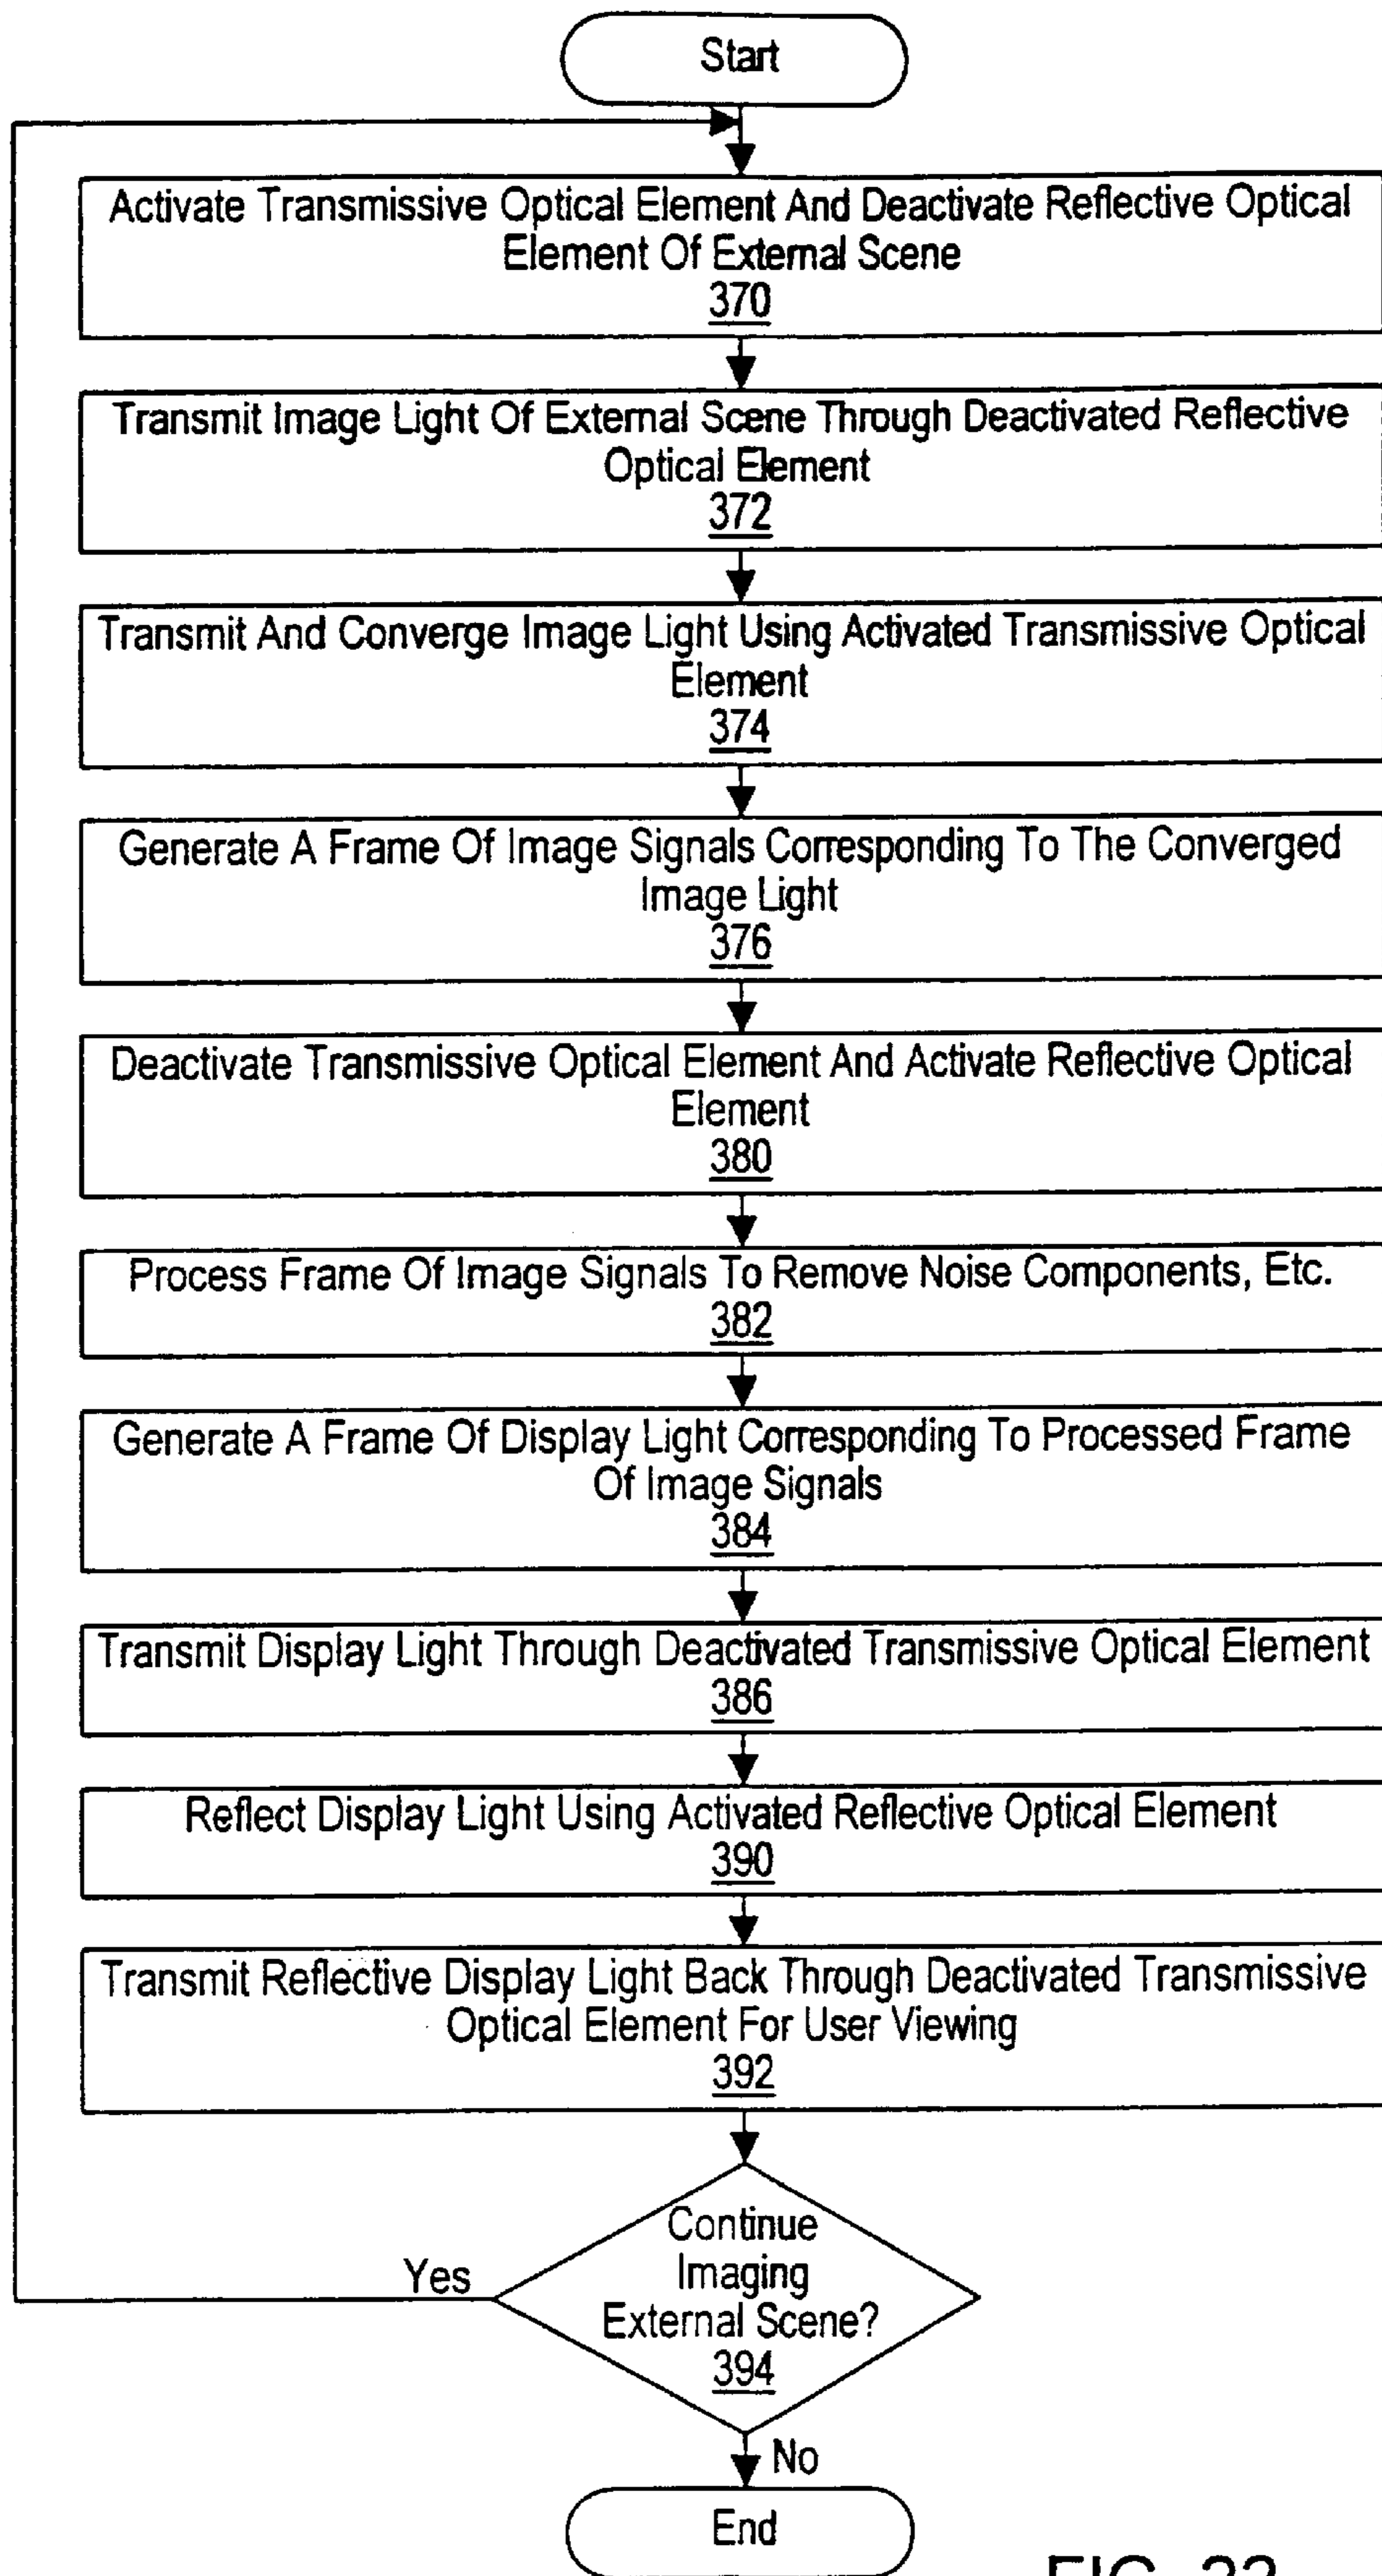 Start
Activate Transmissive Optical Element And Deactivate Reflective Optical
Element Of External Scene
370
Transmit Image Light Of External Scene Through Deactivated Reflective
Optical Element
372
Transmit And Converge Image Light Using Activated Transmissive Optical
Element
374
Generate A Frame Of Image Signals Corresponding To The Converged
Image Light
376
Deactivate Transmissive Optical Element And Activate Reflective Optical
Element
380
Process Frame Of Image Signals To Remove Noise Components, Etc.
382
Generate A Frame Of Display Light Corresponding To Processed Frame
Of Image Signals
384
Transmit Display Light Through Deactivated Transmissive Optical Element
386
Reflect Display Light Using Activated Reflective Optical Element
390
Transmit Reflective Display Light Back Through Deactivated Transmissive
Optical Element For User Viewing
392
Continue
Imaging
External Scene?
394
Yes
No
End
FIG.